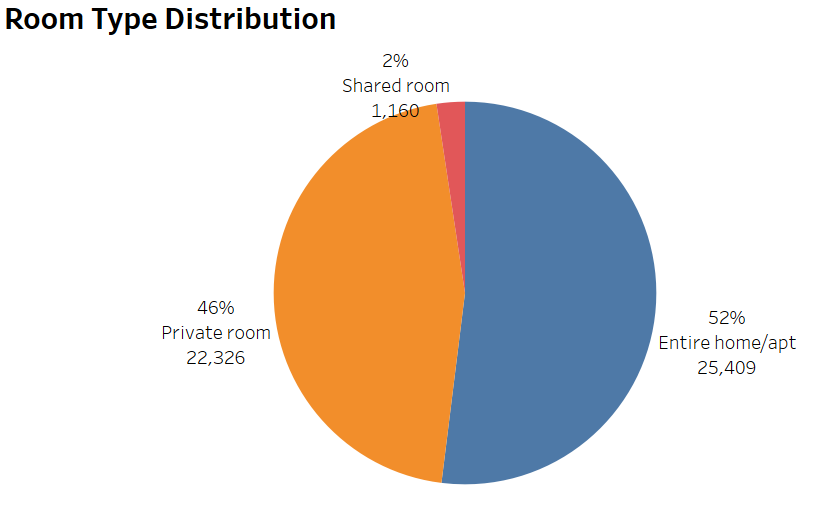 Room Type Distribution
2%
Shared room
1,160
46%
Private room
22,326
52%
Entire home/apt
25,409